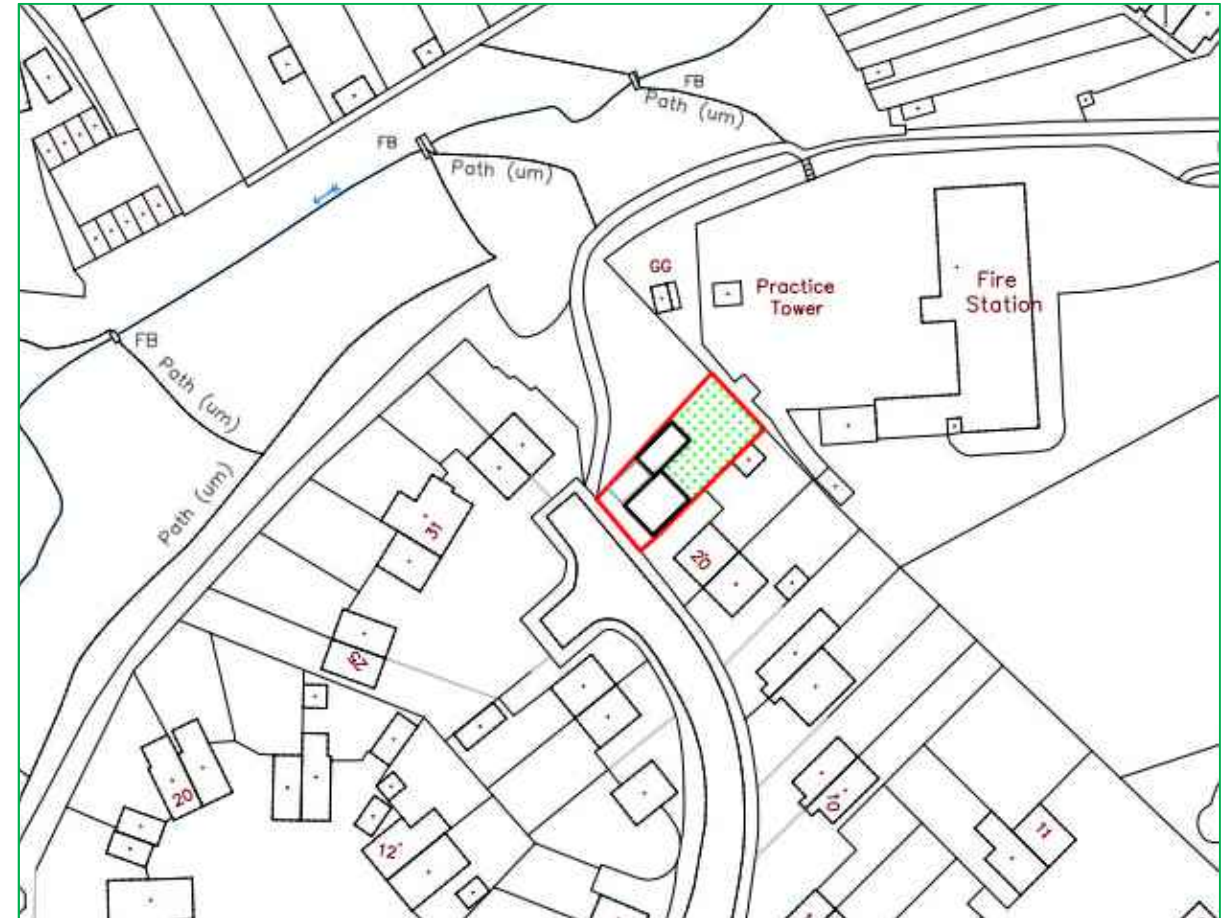 FB
Path (um)
FB
Path (um)
GG
Practice
Tower
Fire
Station
FB
Path (um)
Path (um)
31
20
25
20
12
10
11